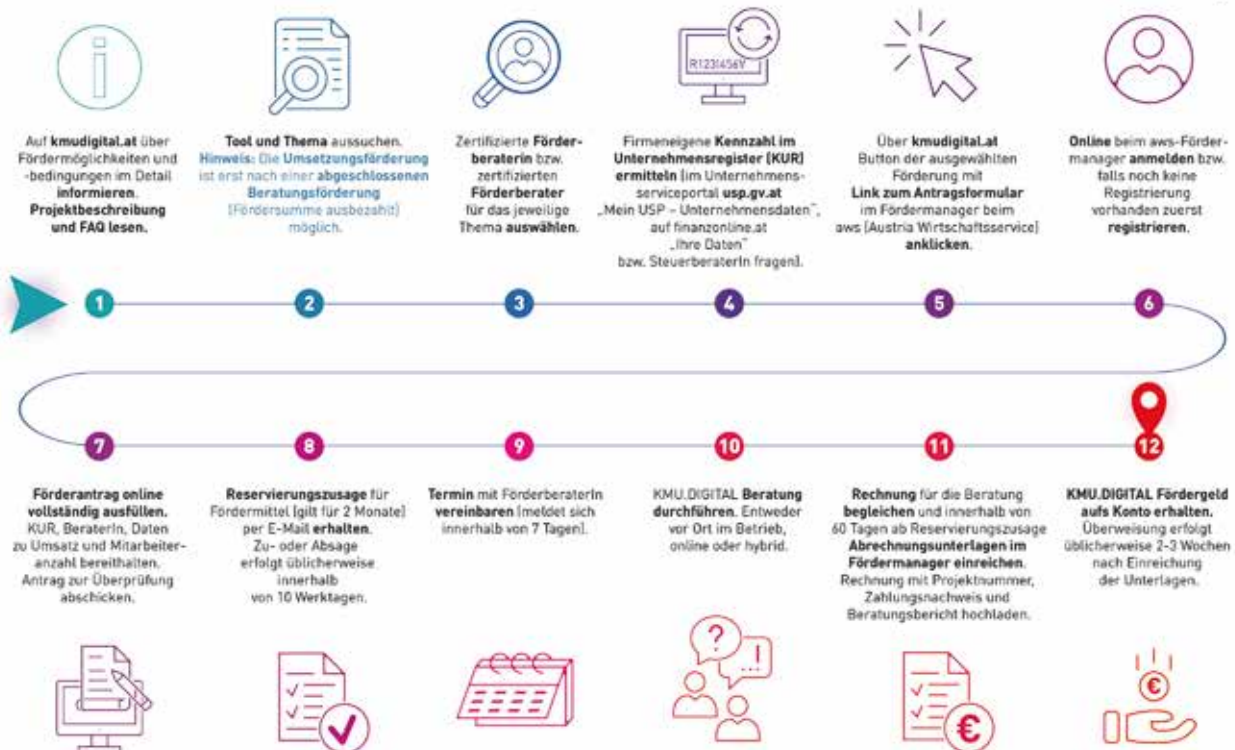 Auf kmudigital.at über
Fördermöglichkeiten und
-bedingungen im Detail
informieren.
Projektbeschreibung
und FAQ lesen.
Tool und Thema aussuchen.
Hinweis: Die Umsetzungsförderung
ist erst nach einer abgeschlossenen
Beratungsförderung
(Fördersumme ausbezahlt)
möglich.
Zertifizierte Förder-
beraterin bzw.
zertifizierten
Förderberater
für das jeweilige
Thema auswählen.
R123I456V
Firmeneigene Kennzahl im
Unternehmensregister (KUR)
ermitteln (im Unternehmens-
serviceportal usp.gv.at
„Mein USP – Unternehmensdaten“,
auf finanzonline.at
„Ihre Daten“
bzw. SteuerberaterIn fragen).
Über kmudigital.at
Button der ausgewählten
Förderung mit
Link zum Antragsformular
im Fördermanager beim
aws (Austria Wirtschaftsservice)
anklicken.
Online beim aws-Förder-
manager anmelden bzw.
falls noch keine
Registrierung
vorhanden zuerst
registrieren.
1
2
3
4
5
6
7
8
9
10
11
12
Förderantrag online
vollständig ausfüllen.
KUR, BeraterIn, Daten
zu Umsatz und Mitarbeiter-
anzahl bereithalten.
Antrag zur Überprüfung
abschicken.
Reservierungszusage für
Fördermittel (gilt für 2 Monate)
per E-Mail erhalten.
Zu- oder Absage
erfolgt üblicherweise
innerhalb
von 10 Werktagen.
Termin mit FörderberaterIn
vereinbaren (meldet sich
innerhalb von 7 Tagen).
KMU.DIGITAL Beratung
durchführen. Entweder
vor Ort im Betrieb,
online oder hybrid.
? !
Rechnung für die Beratung
begleichen und innerhalb von
60 Tagen ab Reservierungszusage
Abrechnungsunterlagen im
Fördermanager einreichen.
Rechnung mit Projektnummer,
Zahlungsnachweis und
Beratungsbericht hochladen.
€
KMU.DIGITAL Fördergeld
aufs Konto erhalten.
Überweisung erfolgt
üblicherweise 2-3 Wochen
nach Einreichung
der Unterlagen.
€